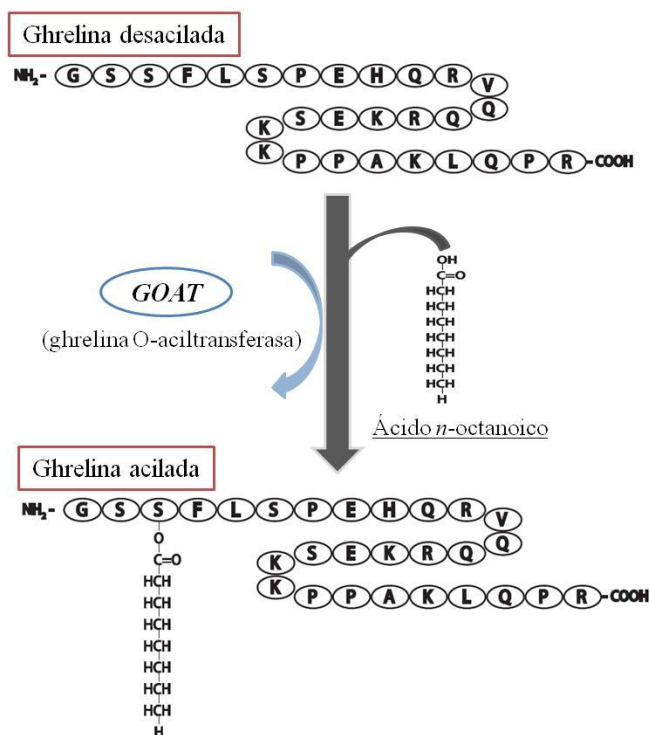 Ghrelina desacilada
NH₂- G S S F L S P E H Q R V
K S E K R Q Q
K P P A K L Q P R -COOH
GOAT
(ghrelina O-aciltransferasa)
OH
C=O
HCH
HCH
HCH
HCH
HCH
HCH
HCH
H
Ácido n-octanoico
Ghrelina acilada
NH₂- G S S F L S P E H Q R V
K S E K R Q Q
K P P A K L Q P R -COOH
O
C=O
HCH
HCH
HCH
HCH
HCH
HCH
HCH
H